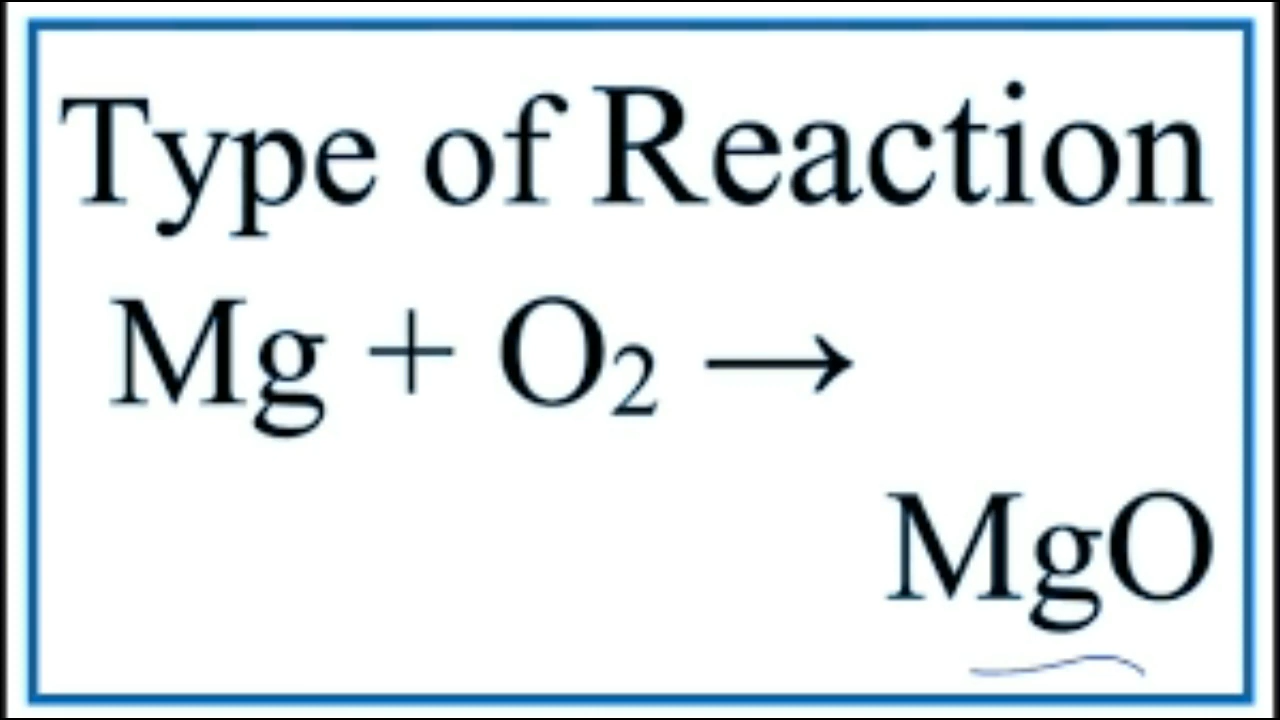 Type of Reaction
Mg + O₂ →
MgO